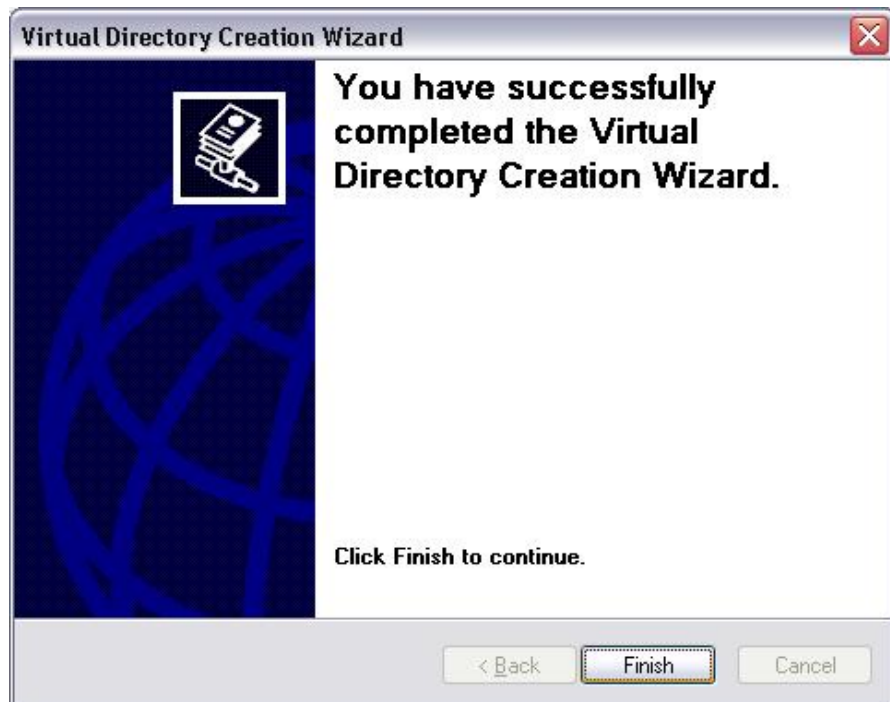 Virtual Directory Creation Wizard
You have successfully
completed the Virtual
Directory Creation Wizard.
Click Finish to continue.
< Back
Finish
Cancel